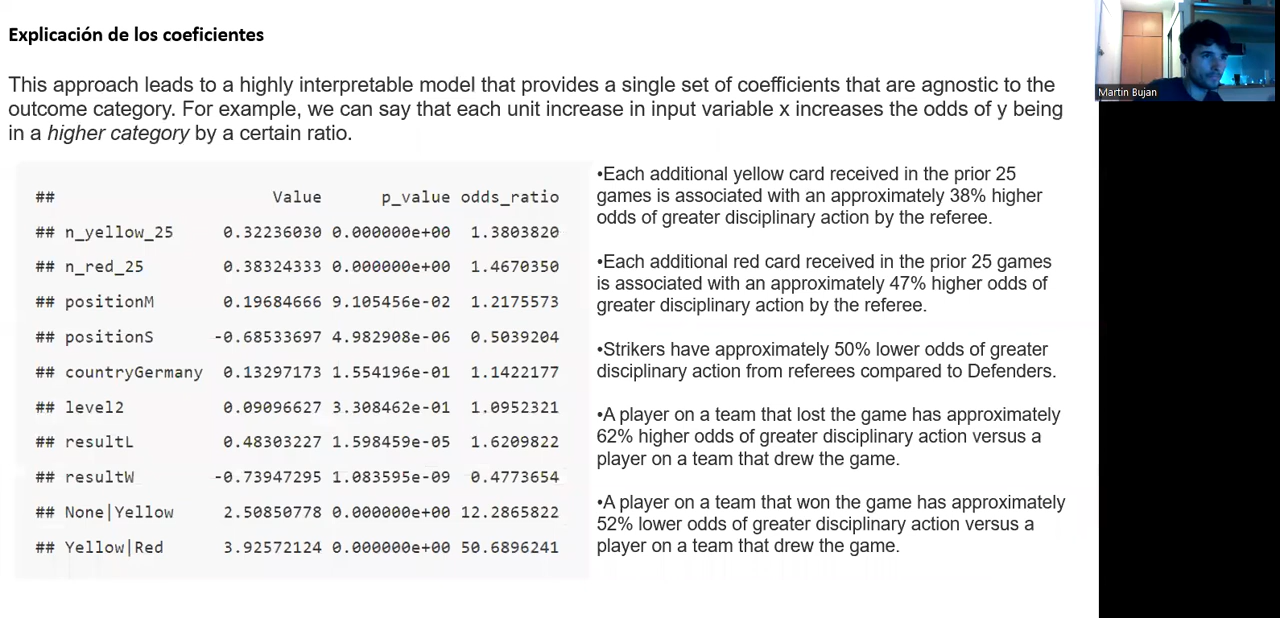 Explicación de los coeficientes
This approach leads to a highly interpretable model that provides a single set of coefficients that are agnostic to the
outcome category. For example, we can say that each unit increase in input variable x increases the odds of y being
in a higher category by a certain ratio.
## Value p_value odds_ratio
## n_yellow_25 0.32236030 0.000000e+00 1.3803820
## n_red_25 0.38324333 0.000000e+00 1.4670350
## positionM 0.19684666 9.105456e-02 1.2175573
## positionS -0.68533697 4.982908e-06 0.5039204
## countryGermany 0.13297173 1.554196e-01 1.1422177
## level2 0.09096627 3.308462e-01 1.0952321
## resultL 0.48303227 1.598459e-05 1.6209822
## resultW -0.73947295 1.083595e-09 0.4773654
## None|Yellow 2.50850778 0.000000e+00 12.2865822
## Yellow|Red 3.92572124 0.000000e+00 50.6896241
•Each additional yellow card received in the prior 25
games is associated with an approximately 38% higher
odds of greater disciplinary action by the referee.
•Each additional red card received in the prior 25 games
is associated with an approximately 47% higher odds of
greater disciplinary action by the referee.
•Strikers have approximately 50% lower odds of greater
disciplinary action from referees compared to Defenders.
•A player on a team that lost the game has approximately
62% higher odds of greater disciplinary action versus a
player on a team that drew the game.
•A player on a team that won the game has approximately
52% lower odds of greater disciplinary action versus a
player on a team that drew the game.
Martin Bujan